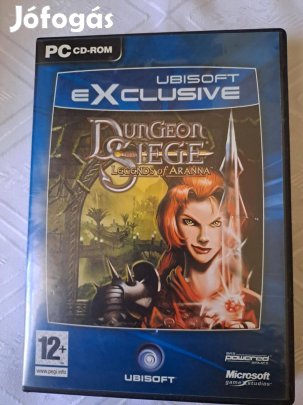 Jófogás
PC CD-ROM
UBISOFT
eXclusive
DUNGEON
SIEGE
LEGENDS of ARANNA
12+
www.pegi.info
UBISOFT
powered
Microsoft
game studios